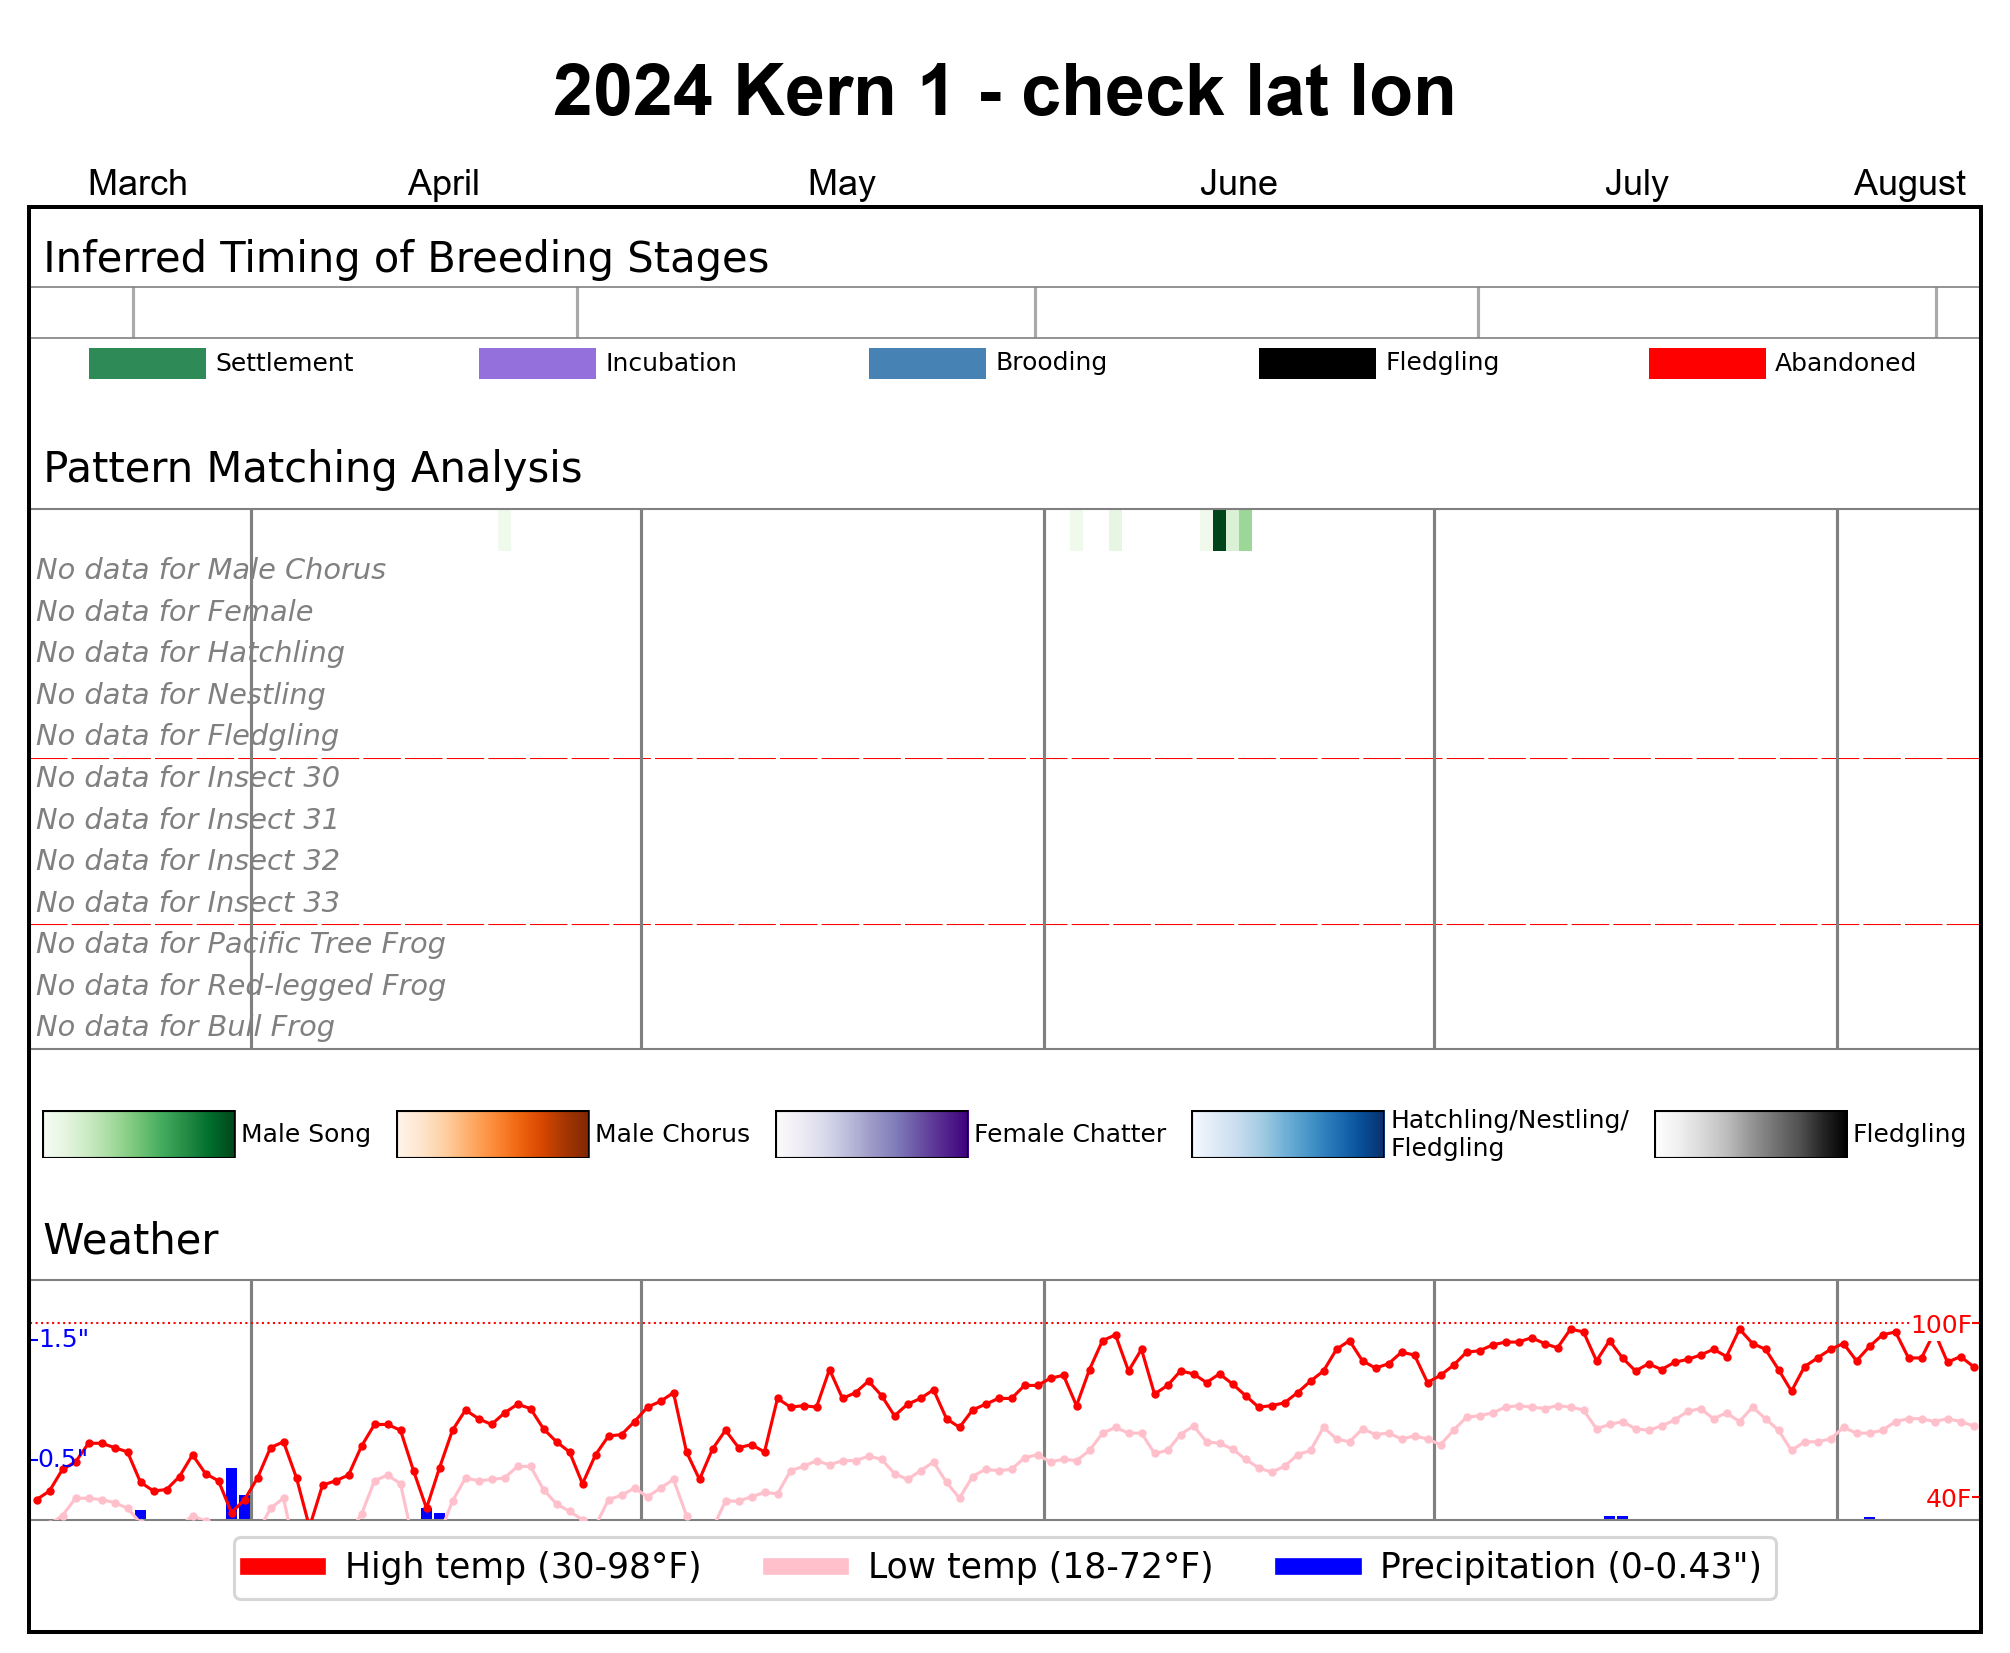 2024 Kern 1 - check lat lon
March April May June July August
Inferred Timing of Breeding Stages
Settlement Incubation Brooding Fledgling Abandoned
Pattern Matching Analysis
No data for Male Chorus
No data for Female
No data for Hatchling
No data for Nestling
No data for Fledgling
No data for Insect 30
No data for Insect 31
No data for Insect 32
No data for Insect 33
No data for Pacific Tree Frog
No data for Red-legged Frog
No data for Bull Frog
Male Song Male Chorus Female Chatter Hatchling/Nestling/
Fledgling Fledgling
Weather
1.5" 100F
0.5"
40F
High temp (30-98°F) Low temp (18-72°F) Precipitation (0-0.43")